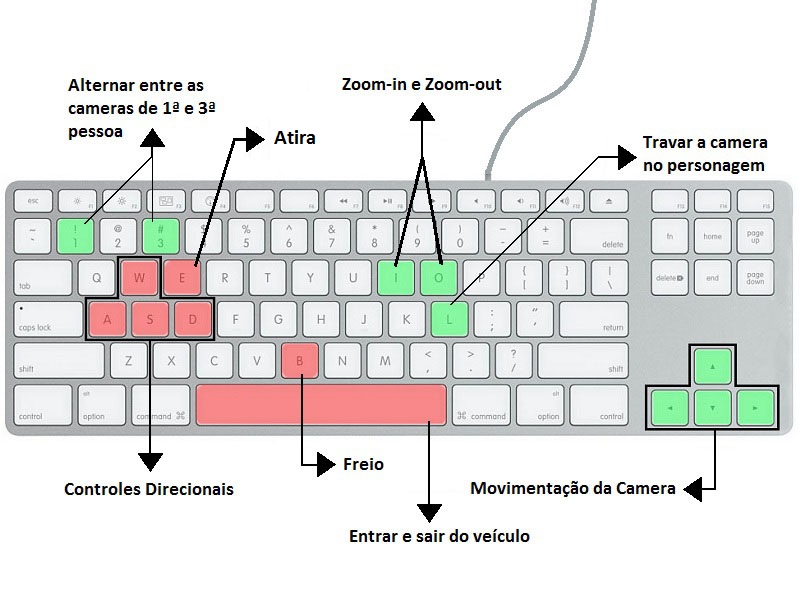 Alternar entre as
cameras de 1ª e 3ª
pessoa
Zoom-in e Zoom-out
Atira
Travar a camera
no personagem
esc F1 F2 F3 F4 F5 F6 F7 F10 F11 F12 F13 F14 F15
~ ` ! 1 @ 2 # 3 $ % 5 ^ 6 & 7 * 8 ( 9 ) 0 - + = delete fn home page up
tab Q W E R T Y U I O P { [ } ] | \ delete end page down
caps lock A S D F G H J K L : ; " ' return
shift Z X C V B N M < , > . ? / shift
control alt option command ⌘ ⌘ command alt option control
Freio
Controles Direcionais
Movimentação da Camera
Entrar e sair do veículo